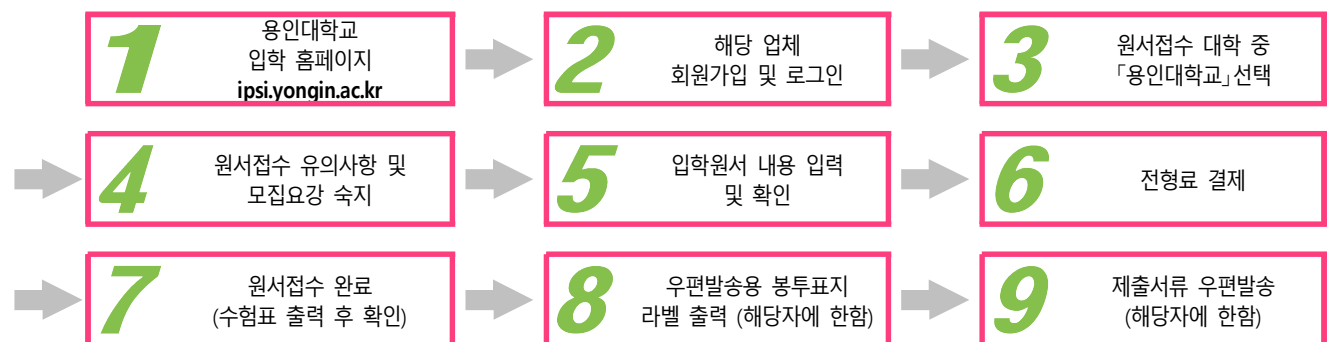 1
용인대학교
입학 홈페이지
ipsi.yongin.ac.kr
2
해당 업체
회원가입 및 로그인
3
원서접수 대학 중
「용인대학교」선택
4
원서접수 유의사항 및
모집요강 숙지
5
입학원서 내용 입력
및 확인
6
전형료 결제
7
원서접수 완료
(수험표 출력 후 확인)
8
우편발송용 봉투표지
라벨 출력 (해당자에 한함)
9
제출서류 우편발송
(해당자에 한함)